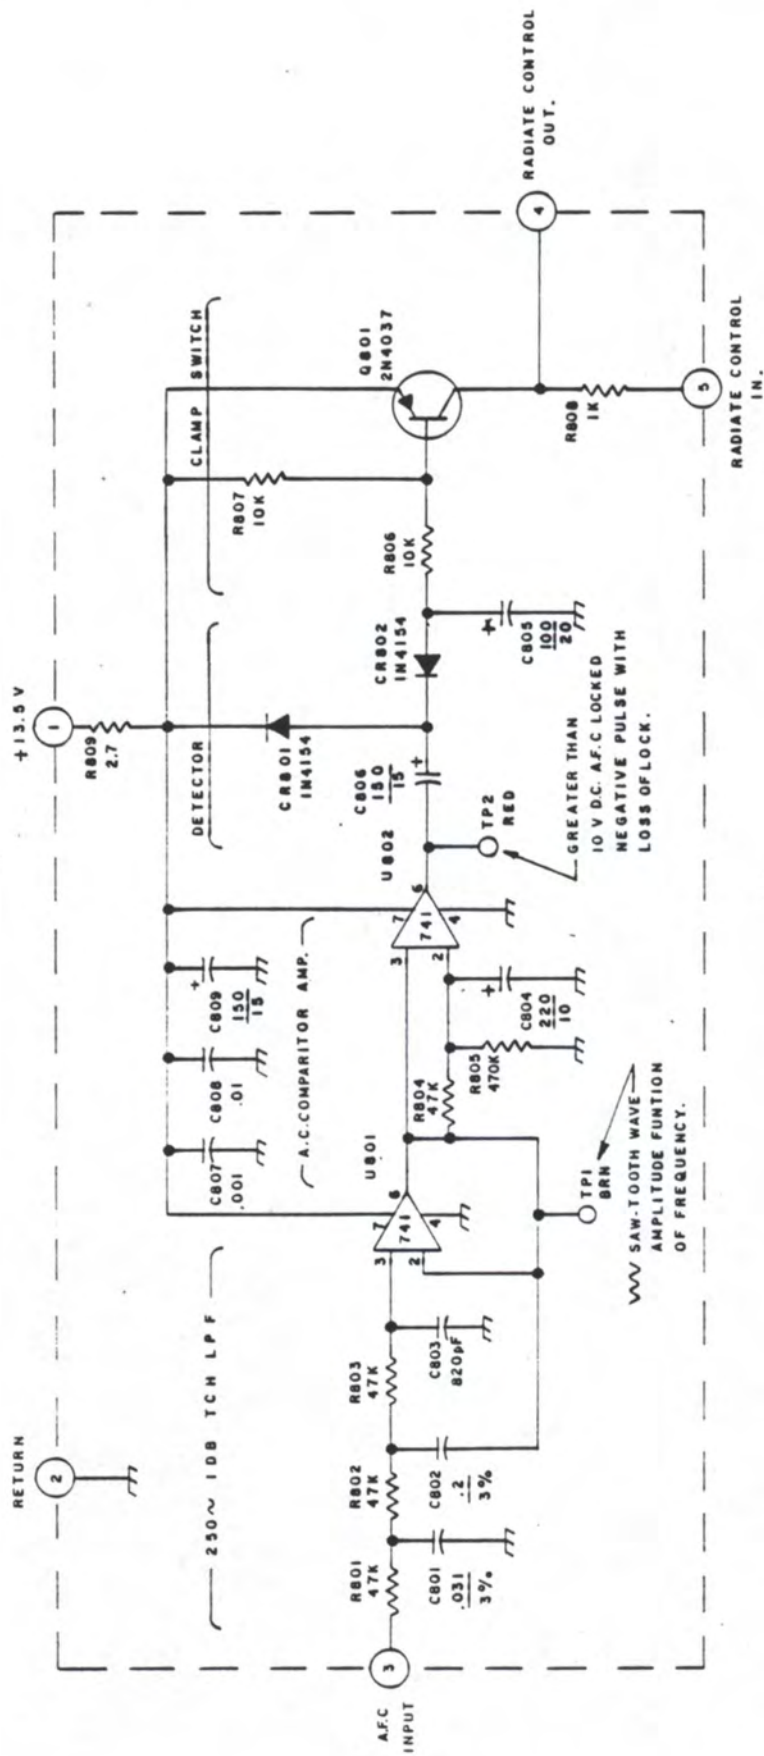 RETURN
2
+13.5 V
1
R809
2.7
250~ 1DB TCH LPF
C807
.001
C808
.01
C809
150
15
A.C.COMPARITOR AMP.
DETECTOR
CLAMP SWITCH
A.F.C
INPUT
3
R801
47K
C801
.031
3%
R802
47K
C802
.2
3%
R803
47K
C803
820pF
U801
741
3
2
7
4
6
R804
47K
R805
470K
C804
220
10
U802
741
3
2
7
4
6
TP1
BRN
SAW-TOOTH WAVE
AMPLITUDE FUNTION
OF FREQUENCY.
TP2
RED
GREATER THAN
10 V D.C. A.F.C LOCKED
NEGATIVE PULSE WITH
LOSS OF LOCK.
C806
150
15
+
CR801
1N4154
CR802
1N4154
C805
100
20
R806
10K
R807
10K
Q801
2N4037
R808
1K
4
RADIATE CONTROL
OUT.
5
RADIATE CONTROL
IN.